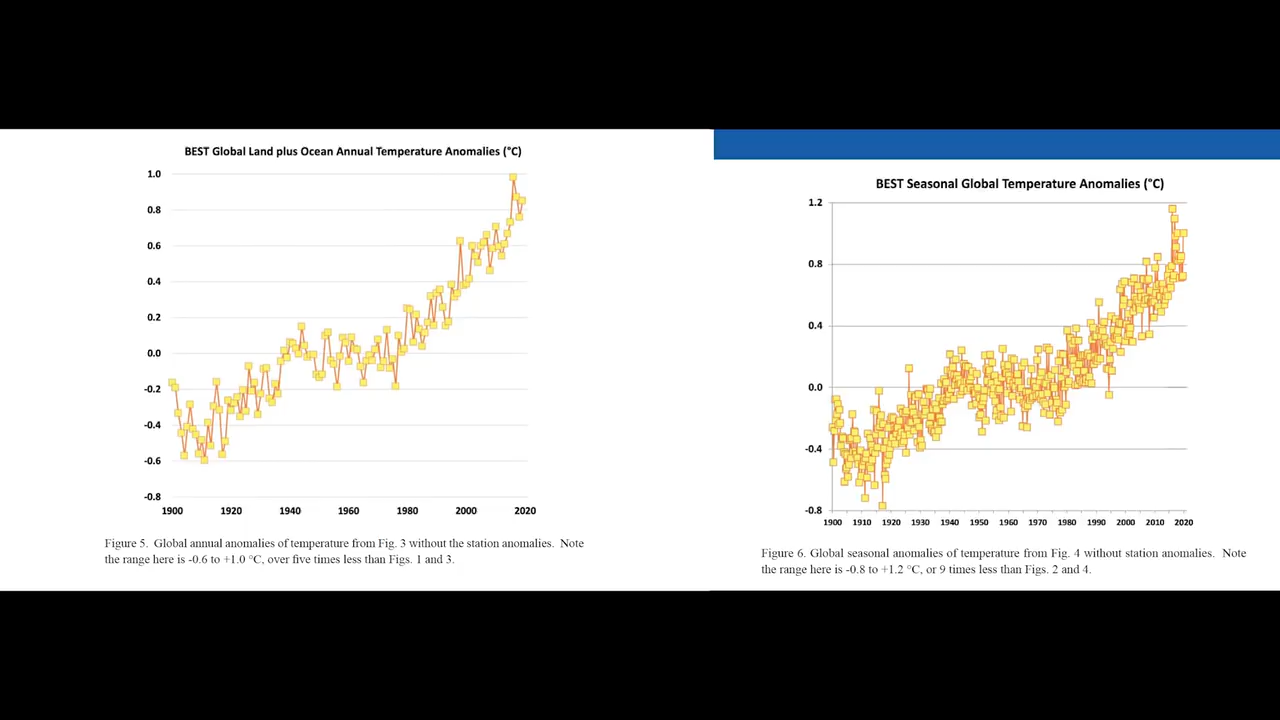 BEST Global Land plus Ocean Annual Temperature Anomalies (°C)
1.0
0.8
0.6
0.4
0.2
0.0
-0.2
-0.4
-0.6
-0.8
1900 1920 1940 1960 1980 2000 2020
Figure 5. Global annual anomalies of temperature from Fig. 3 without the station anomalies. Note
the range here is -0.6 to +1.0 °C, over five times less than Figs. 1 and 3.
BEST Seasonal Global Temperature Anomalies (°C)
1.2
0.8
0.4
0.0
-0.4
-0.8
1900 1910 1920 1930 1940 1950 1960 1970 1980 1990 2000 2010 2020
Figure 6. Global seasonal anomalies of temperature from Fig. 4 without station anomalies. Note
the range here is -0.8 to +1.2 °C, or 9 times less than Figs. 2 and 4.